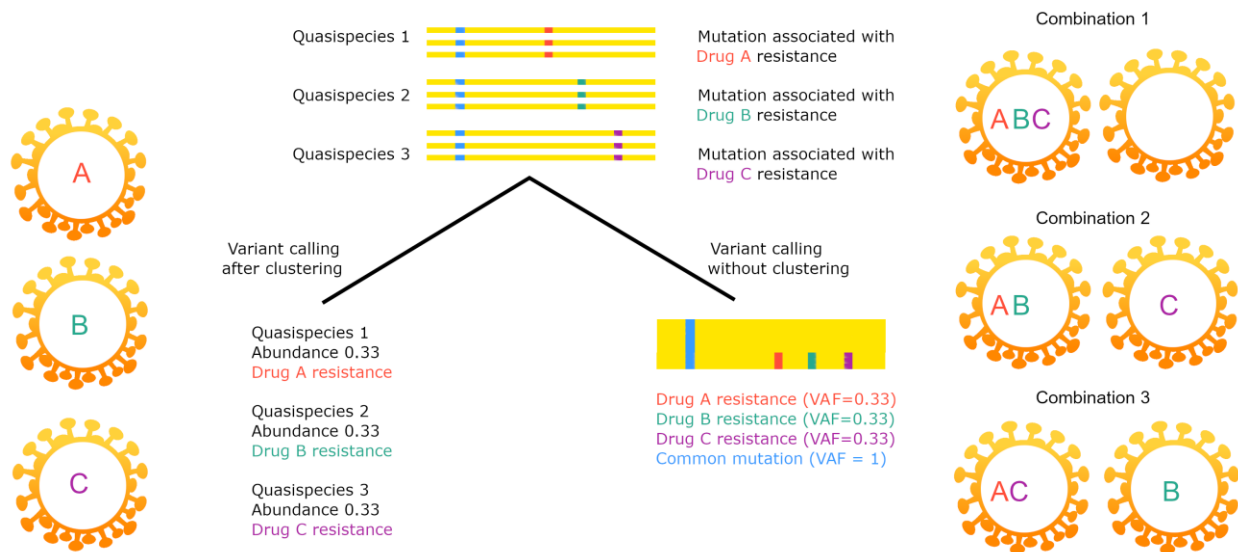 A
B
C
Quasispecies 1
Quasispecies 2
Quasispecies 3
Mutation associated with
Drug A resistance
Mutation associated with
Drug B resistance
Mutation associated with
Drug C resistance
Variant calling
after clustering
Variant calling
without clustering
Quasispecies 1
Abundance 0.33
Drug A resistance
Quasispecies 2
Abundance 0.33
Drug B resistance
Quasispecies 3
Abundance 0.33
Drug C resistance
Drug A resistance (VAF=0.33)
Drug B resistance (VAF=0.33)
Drug C resistance (VAF=0.33)
Common mutation (VAF = 1)
Combination 1
ABC
Combination 2
AB
C
Combination 3
AC
B